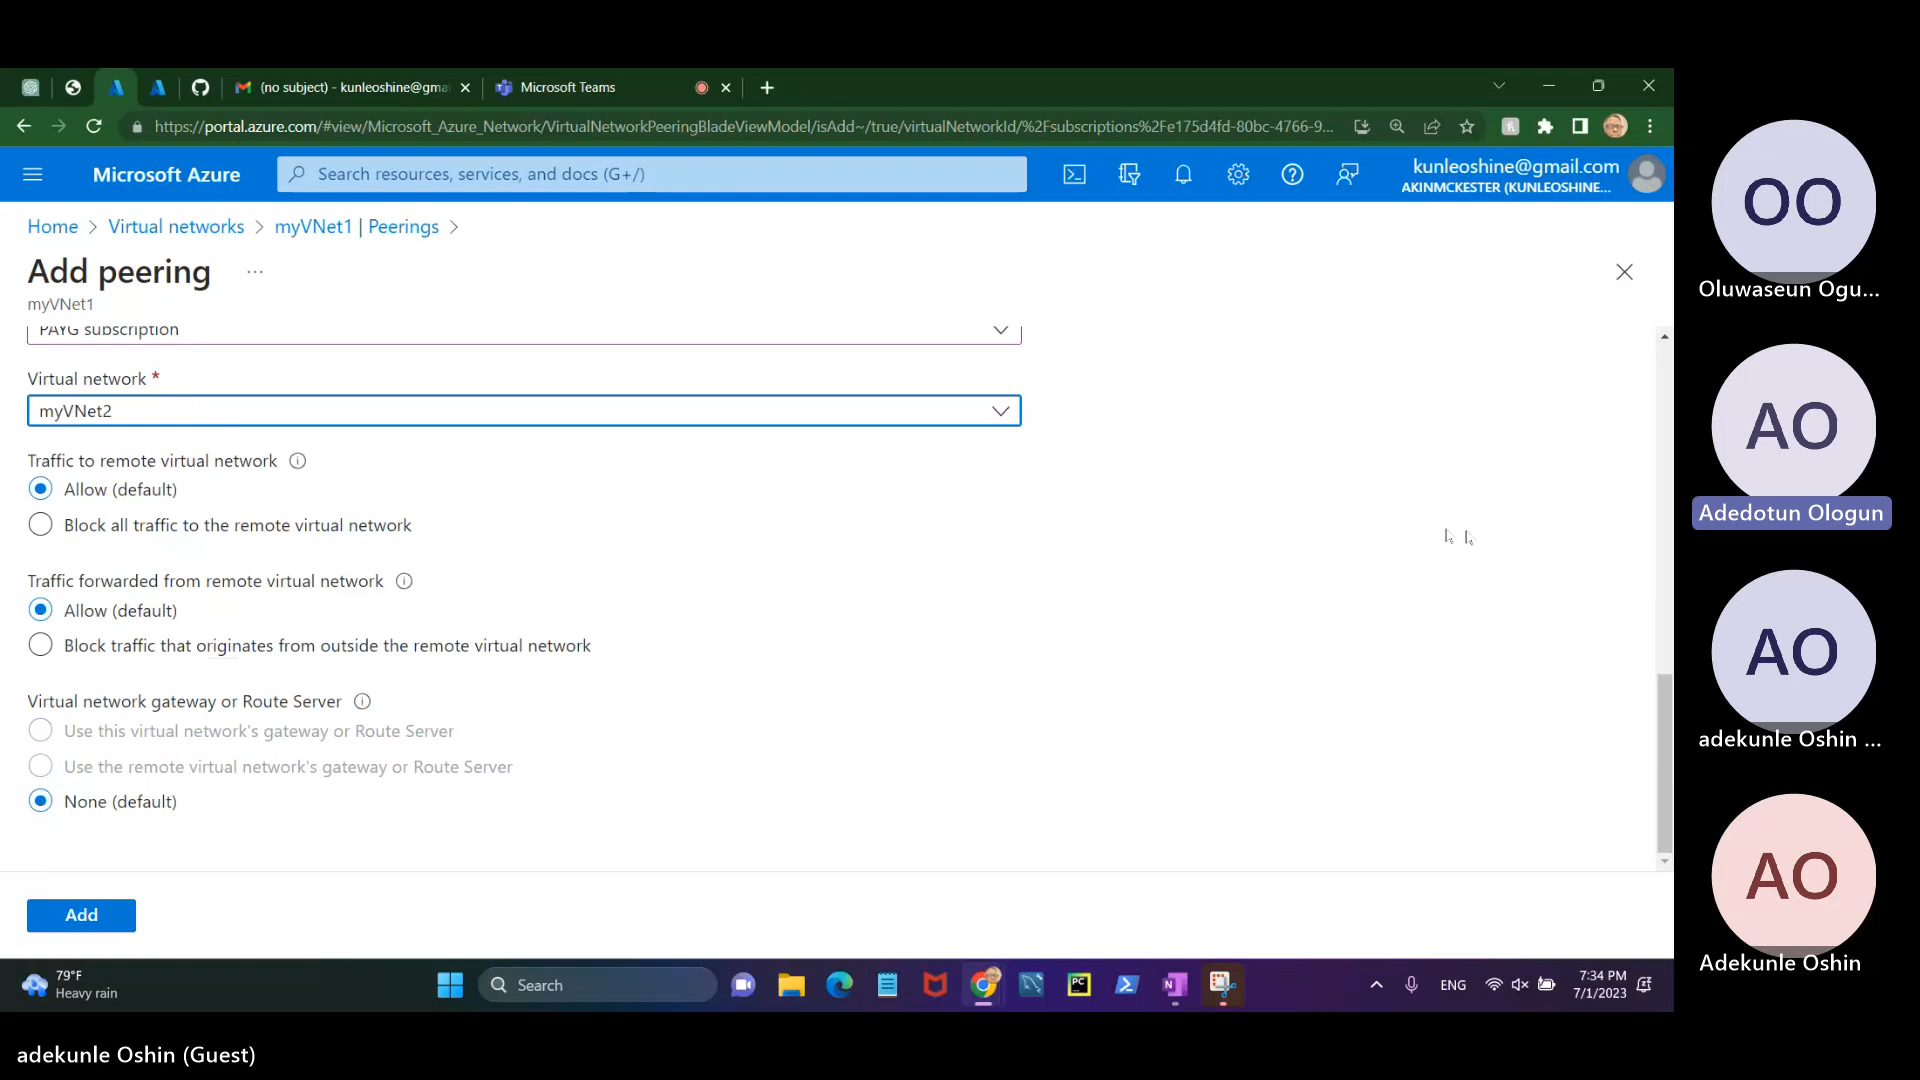 (no subject) - kunleoshine@gmai
Microsoft Teams
https://portal.azure.com/#view/Microsoft_Azure_Network/VirtualNetworkPeeringBladeViewModel/isAdd~/true/virtualNetworkId/%2Fsubscriptions%2Fe175d4fd-80bc-4766-9...
Microsoft Azure
Search resources, services, and docs (G+/)
kunleoshine@gmail.com
AKINMCKESTER (KUNLEOSHINE...
Home > Virtual networks > myVNet1 | Peerings >
Add peering ...
myVNet1
PAYG subscription
Virtual network *
myVNet2
Traffic to remote virtual network
Allow (default)
Block all traffic to the remote virtual network
Traffic forwarded from remote virtual network
Allow (default)
Block traffic that originates from outside the remote virtual network
Virtual network gateway or Route Server
Use this virtual network's gateway or Route Server
Use the remote virtual network's gateway or Route Server
None (default)
Add
79°F
Heavy rain
Search
PC
N
ENG
7:34 PM
7/1/2023
OO
Oluwaseun Ogu...
AO
Adedotun Ologun
AO
adekunle Oshin ...
AO
Adekunle Oshin
adekunle Oshin (Guest)